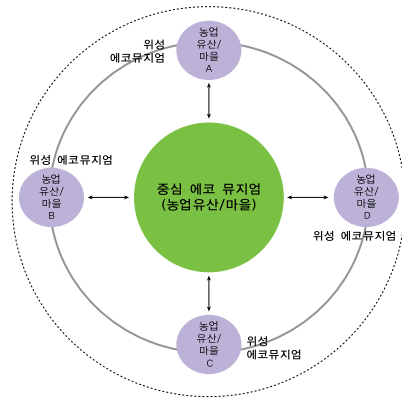 농업
유산/
마을
A
위성
에코뮤지엄
위성 에코뮤지엄
농업
유산/
마을
B
중심 에코 뮤지엄
(농업유산/마을)
농업
유산/
마을
D
위성 에코뮤지엄
농업
유산/
마을
C
위성
에코뮤지엄